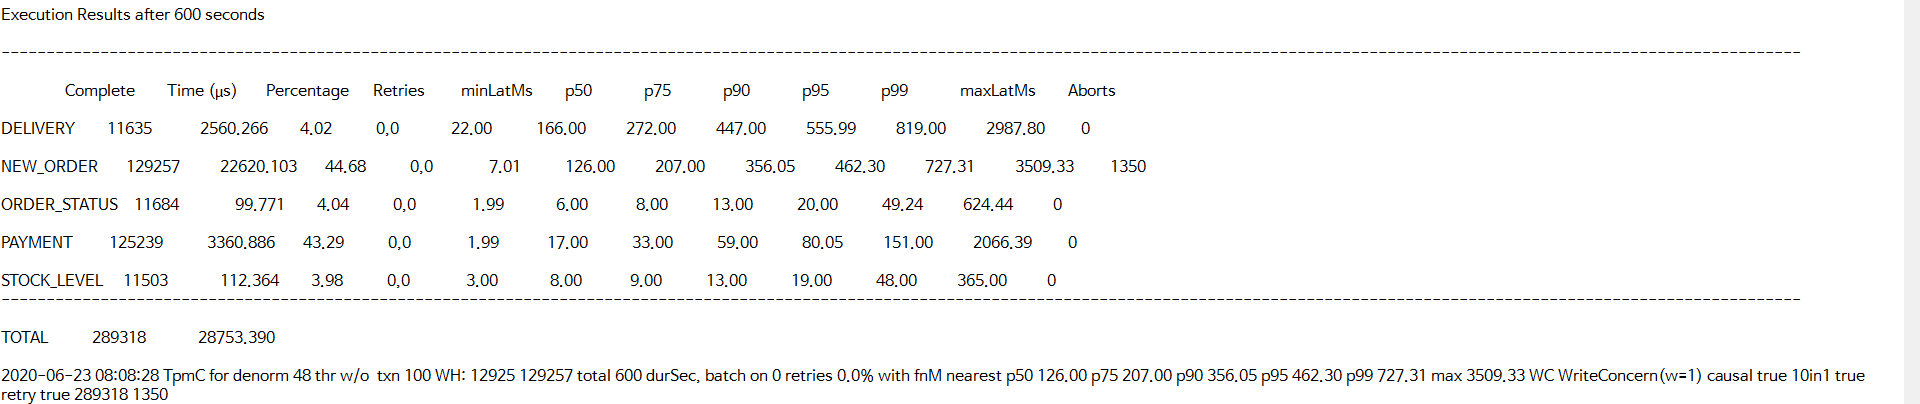 Execution Results after 600 seconds
----------------------------------------------------------------------------------------------------
Complete Time (μs) Percentage Retries minLatMs p50 p75 p90 p95 p99 maxLatMs Aborts
DELIVERY 11635 2560.266 4.02 0,0 22.00 166.00 272.00 447.00 555.99 819.00 2987.80 0
NEW_ORDER 129257 22620.103 44.68 0,0 7.01 126.00 207.00 356.05 462.30 727.31 3509.33 1350
ORDER_STATUS 11684 99.771 4.04 0,0 1.99 6.00 8.00 13.00 20.00 49.24 624.44 0
PAYMENT 125239 3360.886 43.29 0,0 1.99 17.00 33.00 59.00 80.05 151.00 2066.39 0
STOCK_LEVEL 11503 112.364 3.98 0,0 3.00 8.00 9.00 13.00 19.00 48.00 365.00 0
----------------------------------------------------------------------------------------------------
TOTAL 289318 28753.390
2020-06-23 08:08:28 TpmC for denorm 48 thr w/o txn 100 WH: 12925 129257 total 600 durSec, batch on 0 retries 0.0% with fnM nearest p50 126.00 p75 207.00 p90 356.05 p95 462.30 p99 727.31 max 3509.33 WC WriteConcern(w=1) causal true 10in1 true
retry true 289318 1350